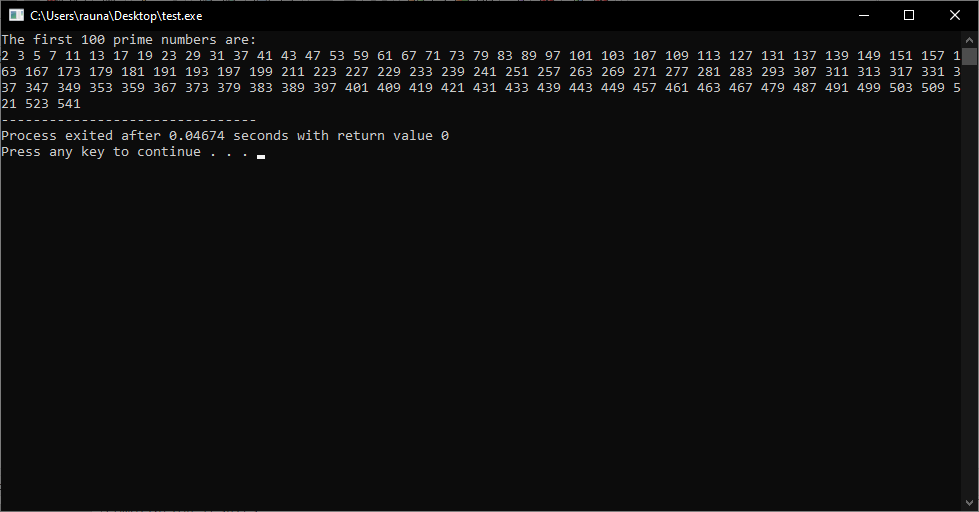 C:\Users\rauna\Desktop\test.exe
The first 100 prime numbers are:
2 3 5 7 11 13 17 19 23 29 31 37 41 43 47 53 59 61 67 71 73 79 83 89 97 101 103 107 109 113 127 131 137 139 149 151 157 1
63 167 173 179 181 191 193 197 199 211 223 227 229 233 239 241 251 257 263 269 271 277 281 283 293 307 311 313 317 331 3
37 347 349 353 359 367 373 379 383 389 397 401 409 419 421 431 433 439 443 449 457 461 463 467 479 487 491 499 503 509 5
21 523 541
--------------------------------
Process exited after 0.04674 seconds with return value 0
Press any key to continue . . .